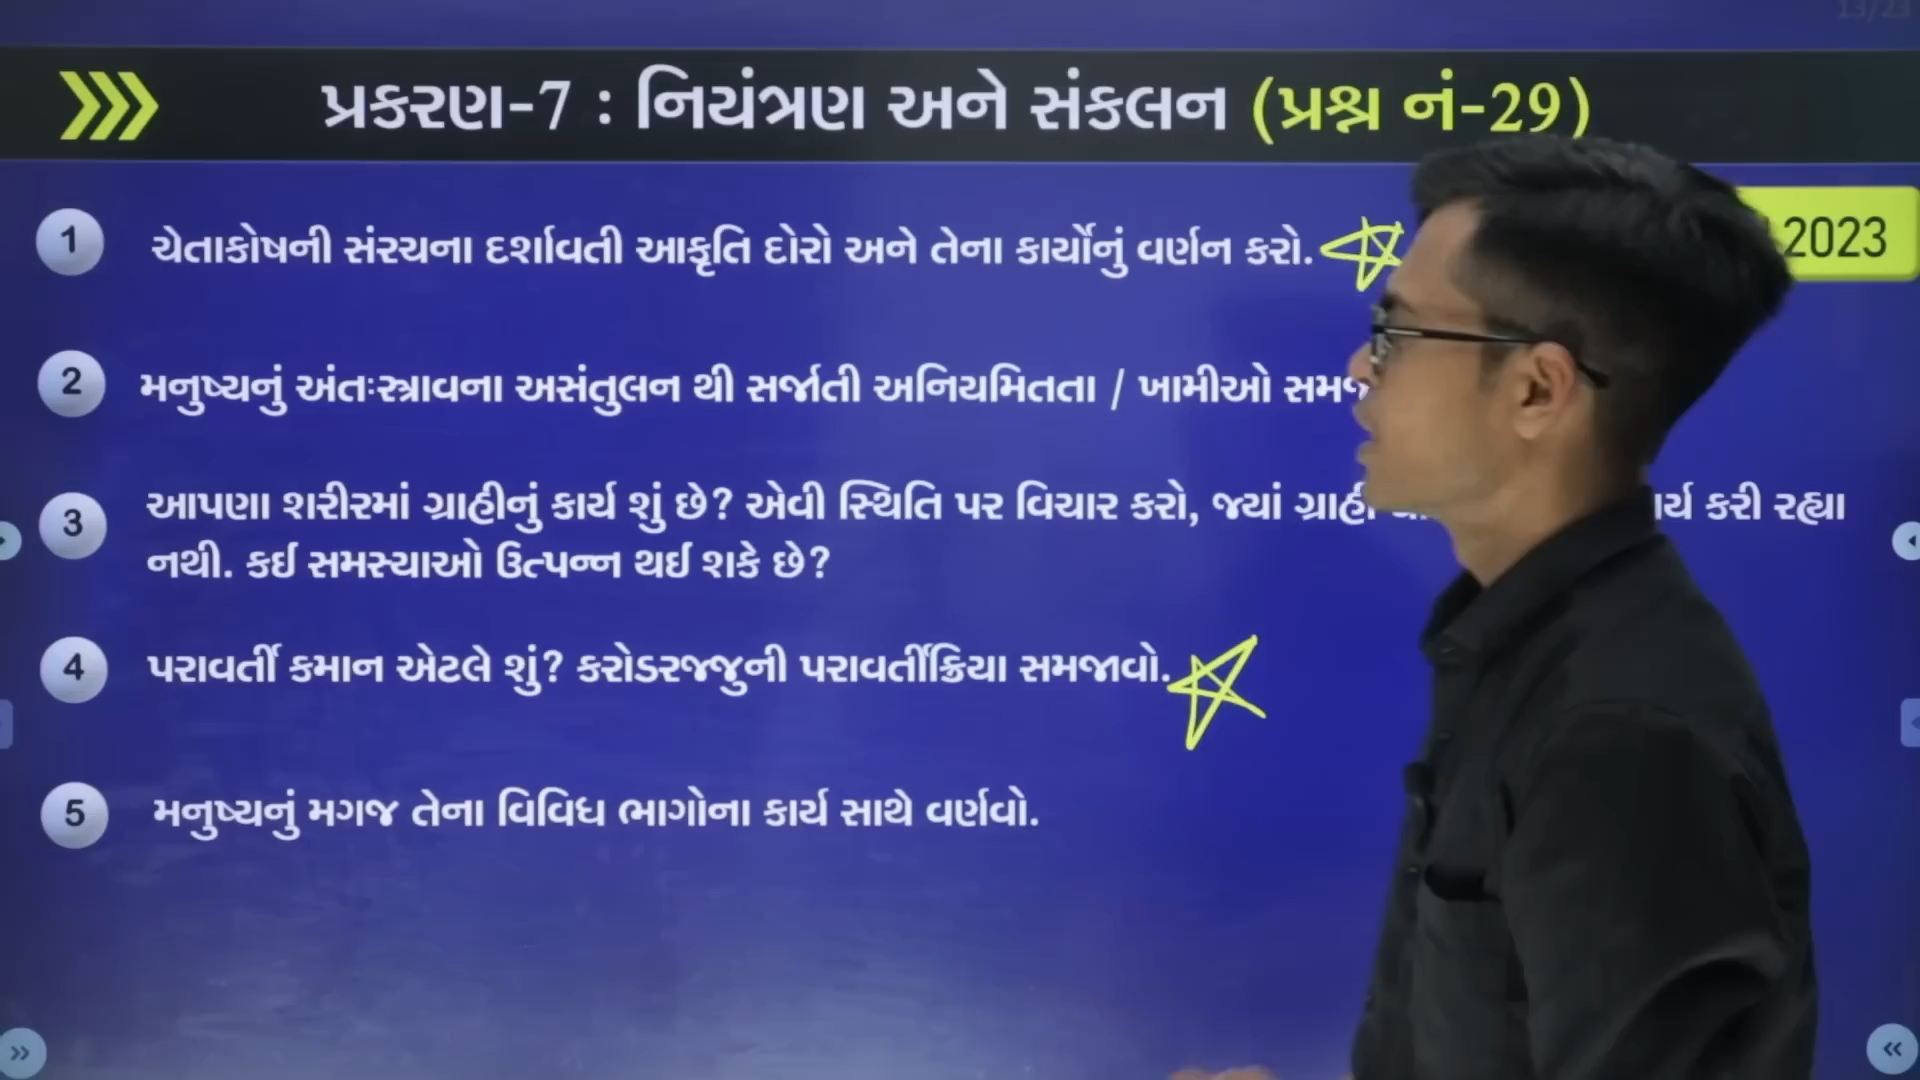 13/23
પ્રકરણ-7 : નિયંત્રણ અને સંકલન (પ્રશ્ન નં-29)
2023
1 ચેતાકોષની સંરચના દર્શાવતી આકૃતિ દોરો અને તેના કાર્યોનું વર્ણન કરો.
2 મનુષ્યનું અંતઃસ્ત્રાવના અસંતુલન થી સર્જાતી અનિયમિતતા / ખામીઓ
3 આપણા શરીરમાં ગ્રાહીનું કાર્ય શું છે? એવી સ્થિતિ પર વિચાર કરો, જ્યાં ગ્રાહી કરી રહ્યા
નથી. કઈ સમસ્યાઓ ઉત્પન્ન થઈ શકે છે?
4 પરાવર્તી કમાન એટલે શું? કરોડરજ્જુની પરાવર્તીક્રિયા સમજાવો.
5 મનુષ્યનું મગજ તેના વિવિધ ભાગોના કાર્ય સાથે વર્ણવો.